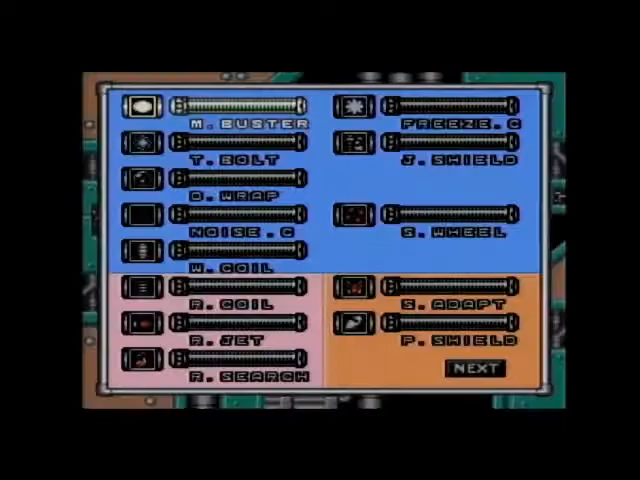 M. BUSTER
FREEZE. C
T. BOLT
J. SHIELD
D. WRAP
NOISE. C
S. WHEEL
W. COIL
R. COIL
S. ADAPT
R. JET
P. SHIELD
R. SEARCH
NEXT